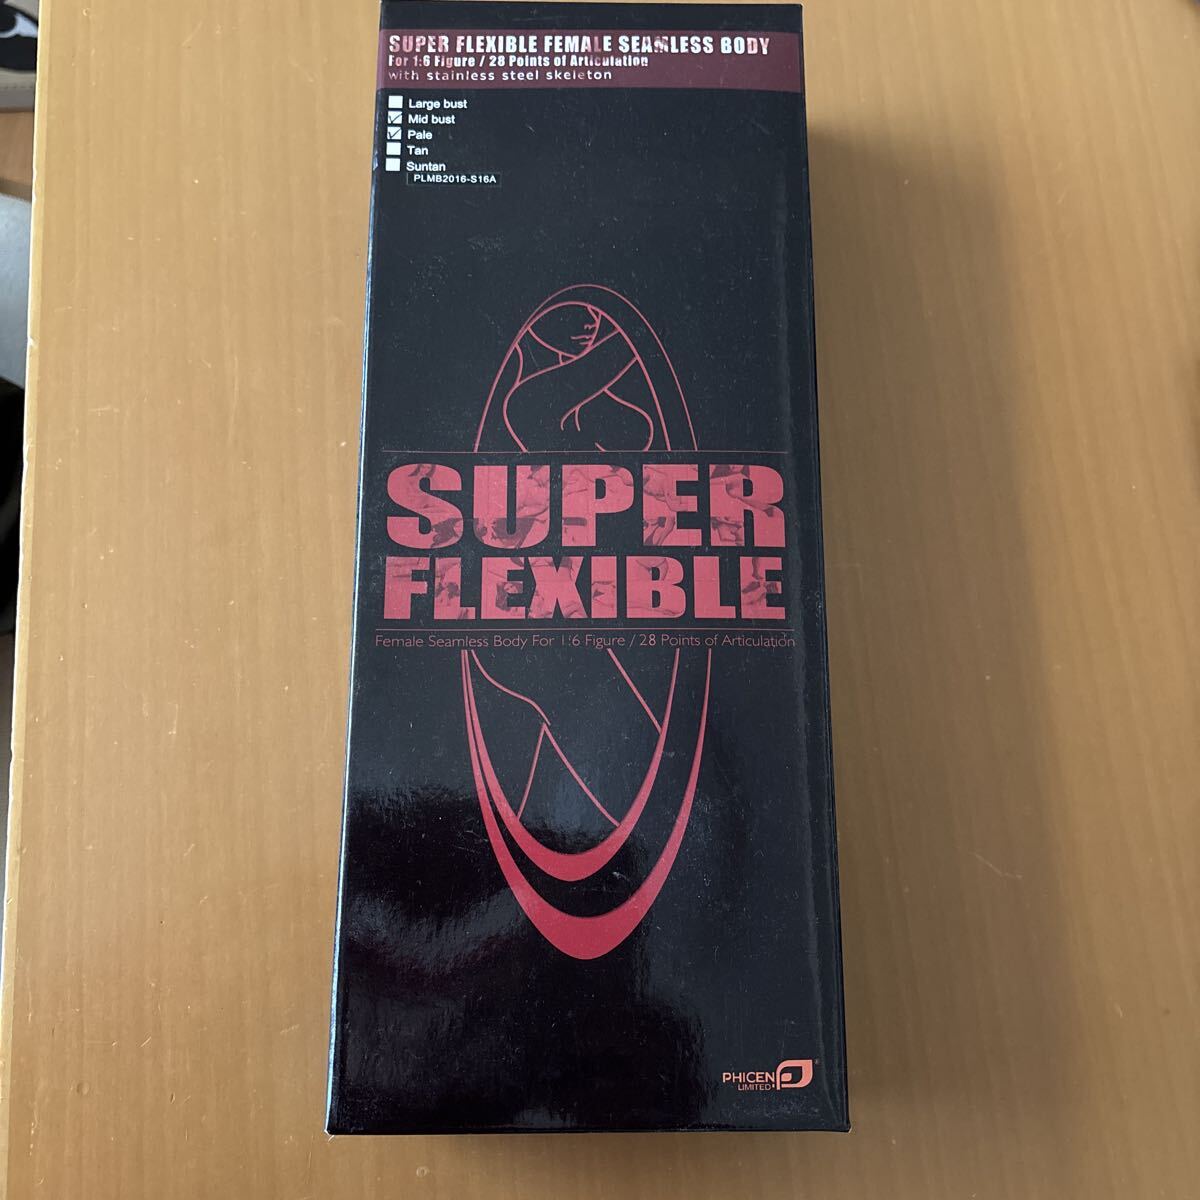 SUPER FLEXIBLE FEMALE SEAMLESS BODY
For 1:6 Figure / 28 Points of Articulation
with stainless steel skeleton
Large bust
Mid bust
Pale
Tan
Suntan
PLMB2016-S16A
SUPER
FLEXIBLE
Female Seamless Body For 1:6 Figure / 28 Points of Articulation
PHICEN
LIMITED